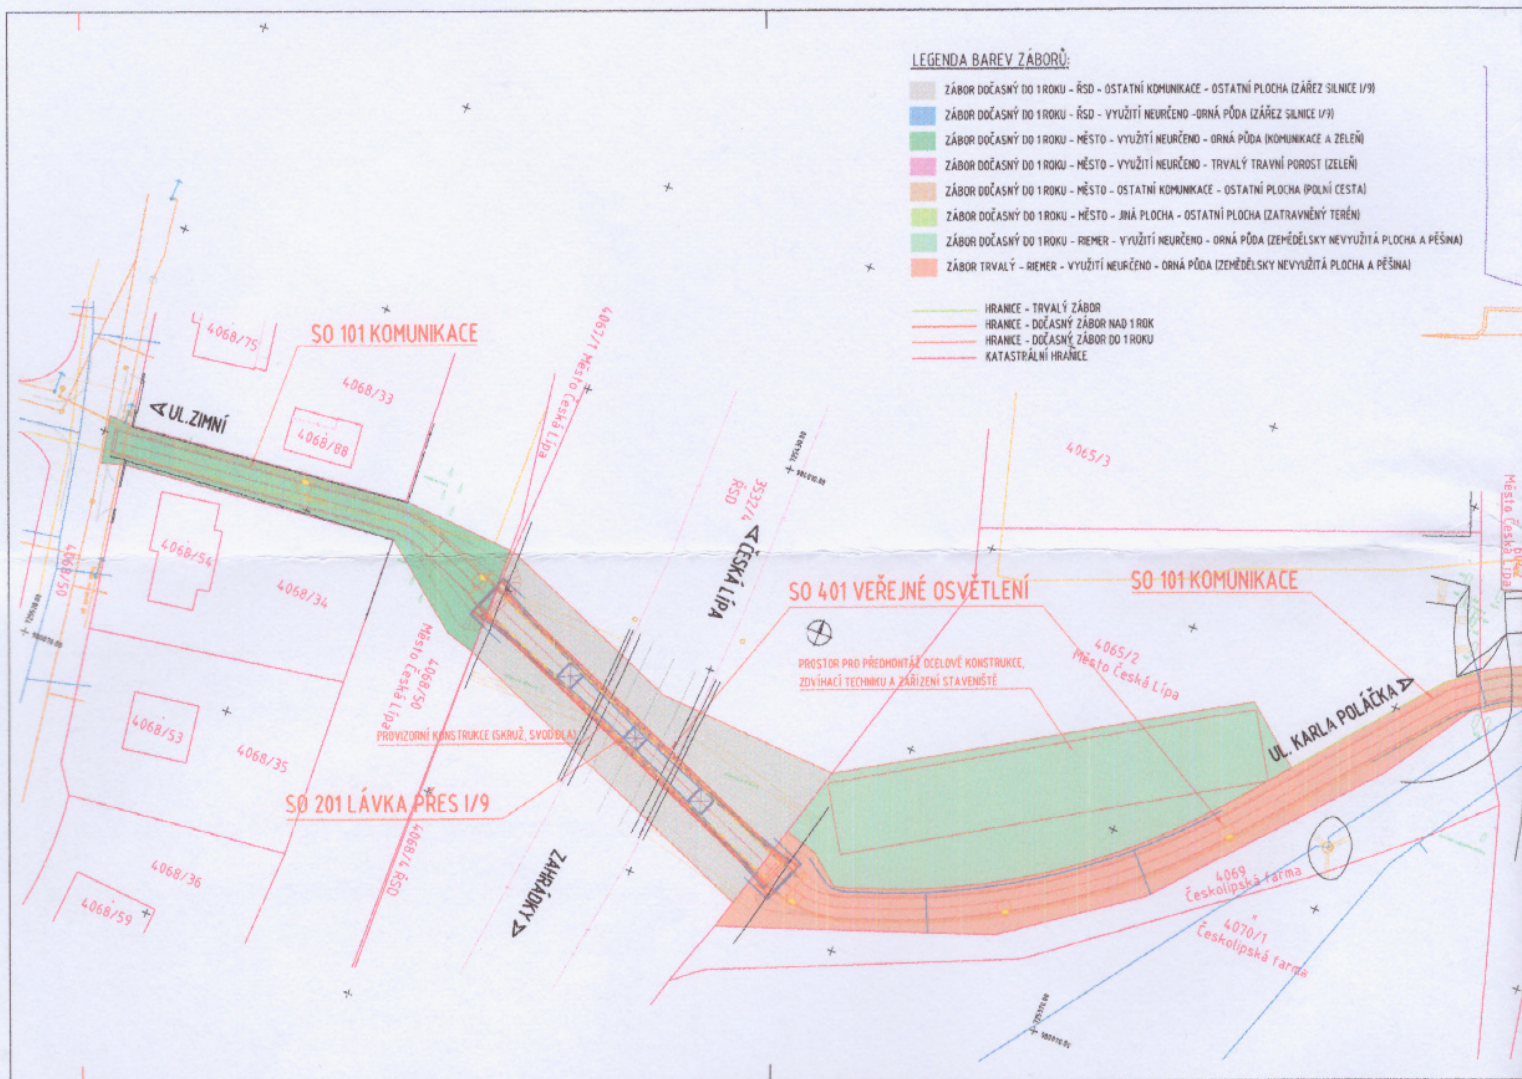 LEGENDA BAREV ZÁBORŮ:
ZÁBOR DOČASNÝ DO 1 ROKU - ŘSD - OSTATNÍ KOMUNIKACE - OSTATNÍ PLOCHA (ZÁŘEZ SILNICE I/9)
ZÁBOR DOČASNÝ DO 1 ROKU - ŘSD - VYUŽITÍ NEURČENO -ORNÁ PŮDA (ZÁŘEZ SILNICE I/9)
ZÁBOR DOČASNÝ DO 1 ROKU - MĚSTO - VYUŽITÍ NEURČENO - ORNÁ PŮDA (KOMUNIKACE A ZELEŇ)
ZÁBOR DOČASNÝ DO 1 ROKU - MĚSTO - VYUŽITÍ NEURČENO - TRVALÝ TRAVNÍ POROST (ZELEŇ)
ZÁBOR DOČASNÝ DO 1 ROKU - MĚSTO - OSTATNÍ KOMUNIKACE - OSTATNÍ PLOCHA (POLNÍ CESTA)
ZÁBOR DOČASNÝ DO 1 ROKU - MĚSTO - JINÁ PLOCHA - OSTATNÍ PLOCHA (ZATRAVNĚNÝ TERÉN)
ZÁBOR DOČASNÝ DO 1 ROKU - RIEMER - VYUŽITÍ NEURČENO - ORNÁ PŮDA (ZEMĚDĚLSKY NEVYUŽITÁ PLOCHA A PĚŠINA)
ZÁBOR TRVALÝ - RIEMER - VYUŽITÍ NEURČENO - ORNÁ PŮDA (ZEMĚDĚLSKY NEVYUŽITÁ PLOCHA A PĚŠINA)
HRANICE - TRVALÝ ZÁBOR
HRANICE - DOČASNÝ ZÁBOR NAD 1 ROK
HRANICE - DOČASNÝ ZÁBOR DO 1 ROKU
KATASTRÁLNÍ HRANICE
4068/75
SO 101 KOMUNIKACE
4067/1 Město Česká Lípa
4068/33
UL. ZIMNÍ
4068/88
4065/3
3532/4
ŘSD
ČESKÁ LÍPA
Město Česká Lípa
4068/54
4068/50
4068/34
SO 401 VEŘEJNÉ OSVĚTLENÍ
SO 101 KOMUNIKACE
4065/2
Město Česká Lípa
PROSTOR PRO PŘEDMONTÁŽ OCELOVÉ KONSTRUKCE,
ZDVÍHACÍ TECHNIKU A ZAŘÍZENÍ STAVENIŠTĚ
4068/50
Město Česká Lípa
UL. KARLA POLÁČKA
4068/53
4068/35
PROVIZORNÍ KONSTRUKCE (SKRUŽ, SVODIDLA)
SO 201 LÁVKA PŘES I/9
4068/4 ŘSD
ZAHRÁDKY
4068/36
4068/59
4069
Českolipská farma
4070/1
Českolipská farma